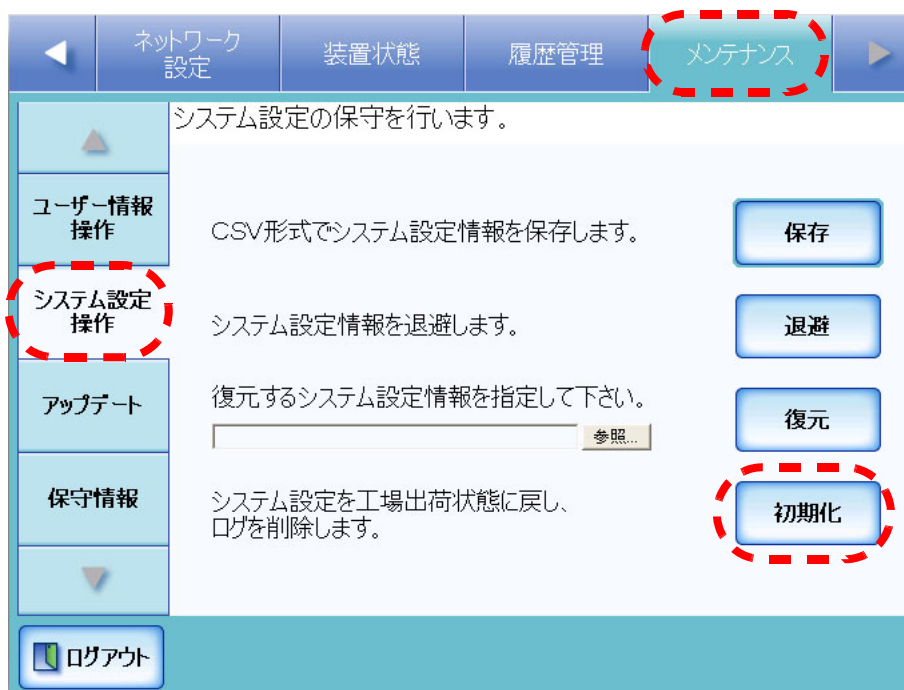 ネットワーク
設定
装置状態
履歴管理
メンテナンス
システム設定の保守を行います。
ユーザー情報
操作
CSV形式でシステム設定情報を保存します。
保存
システム設定
操作
システム設定情報を退避します。
退避
アップデート
復元するシステム設定情報を指定して下さい。
参照...
復元
保守情報
システム設定を工場出荷状態に戻し、
ログを削除します。
初期化
ログアウト